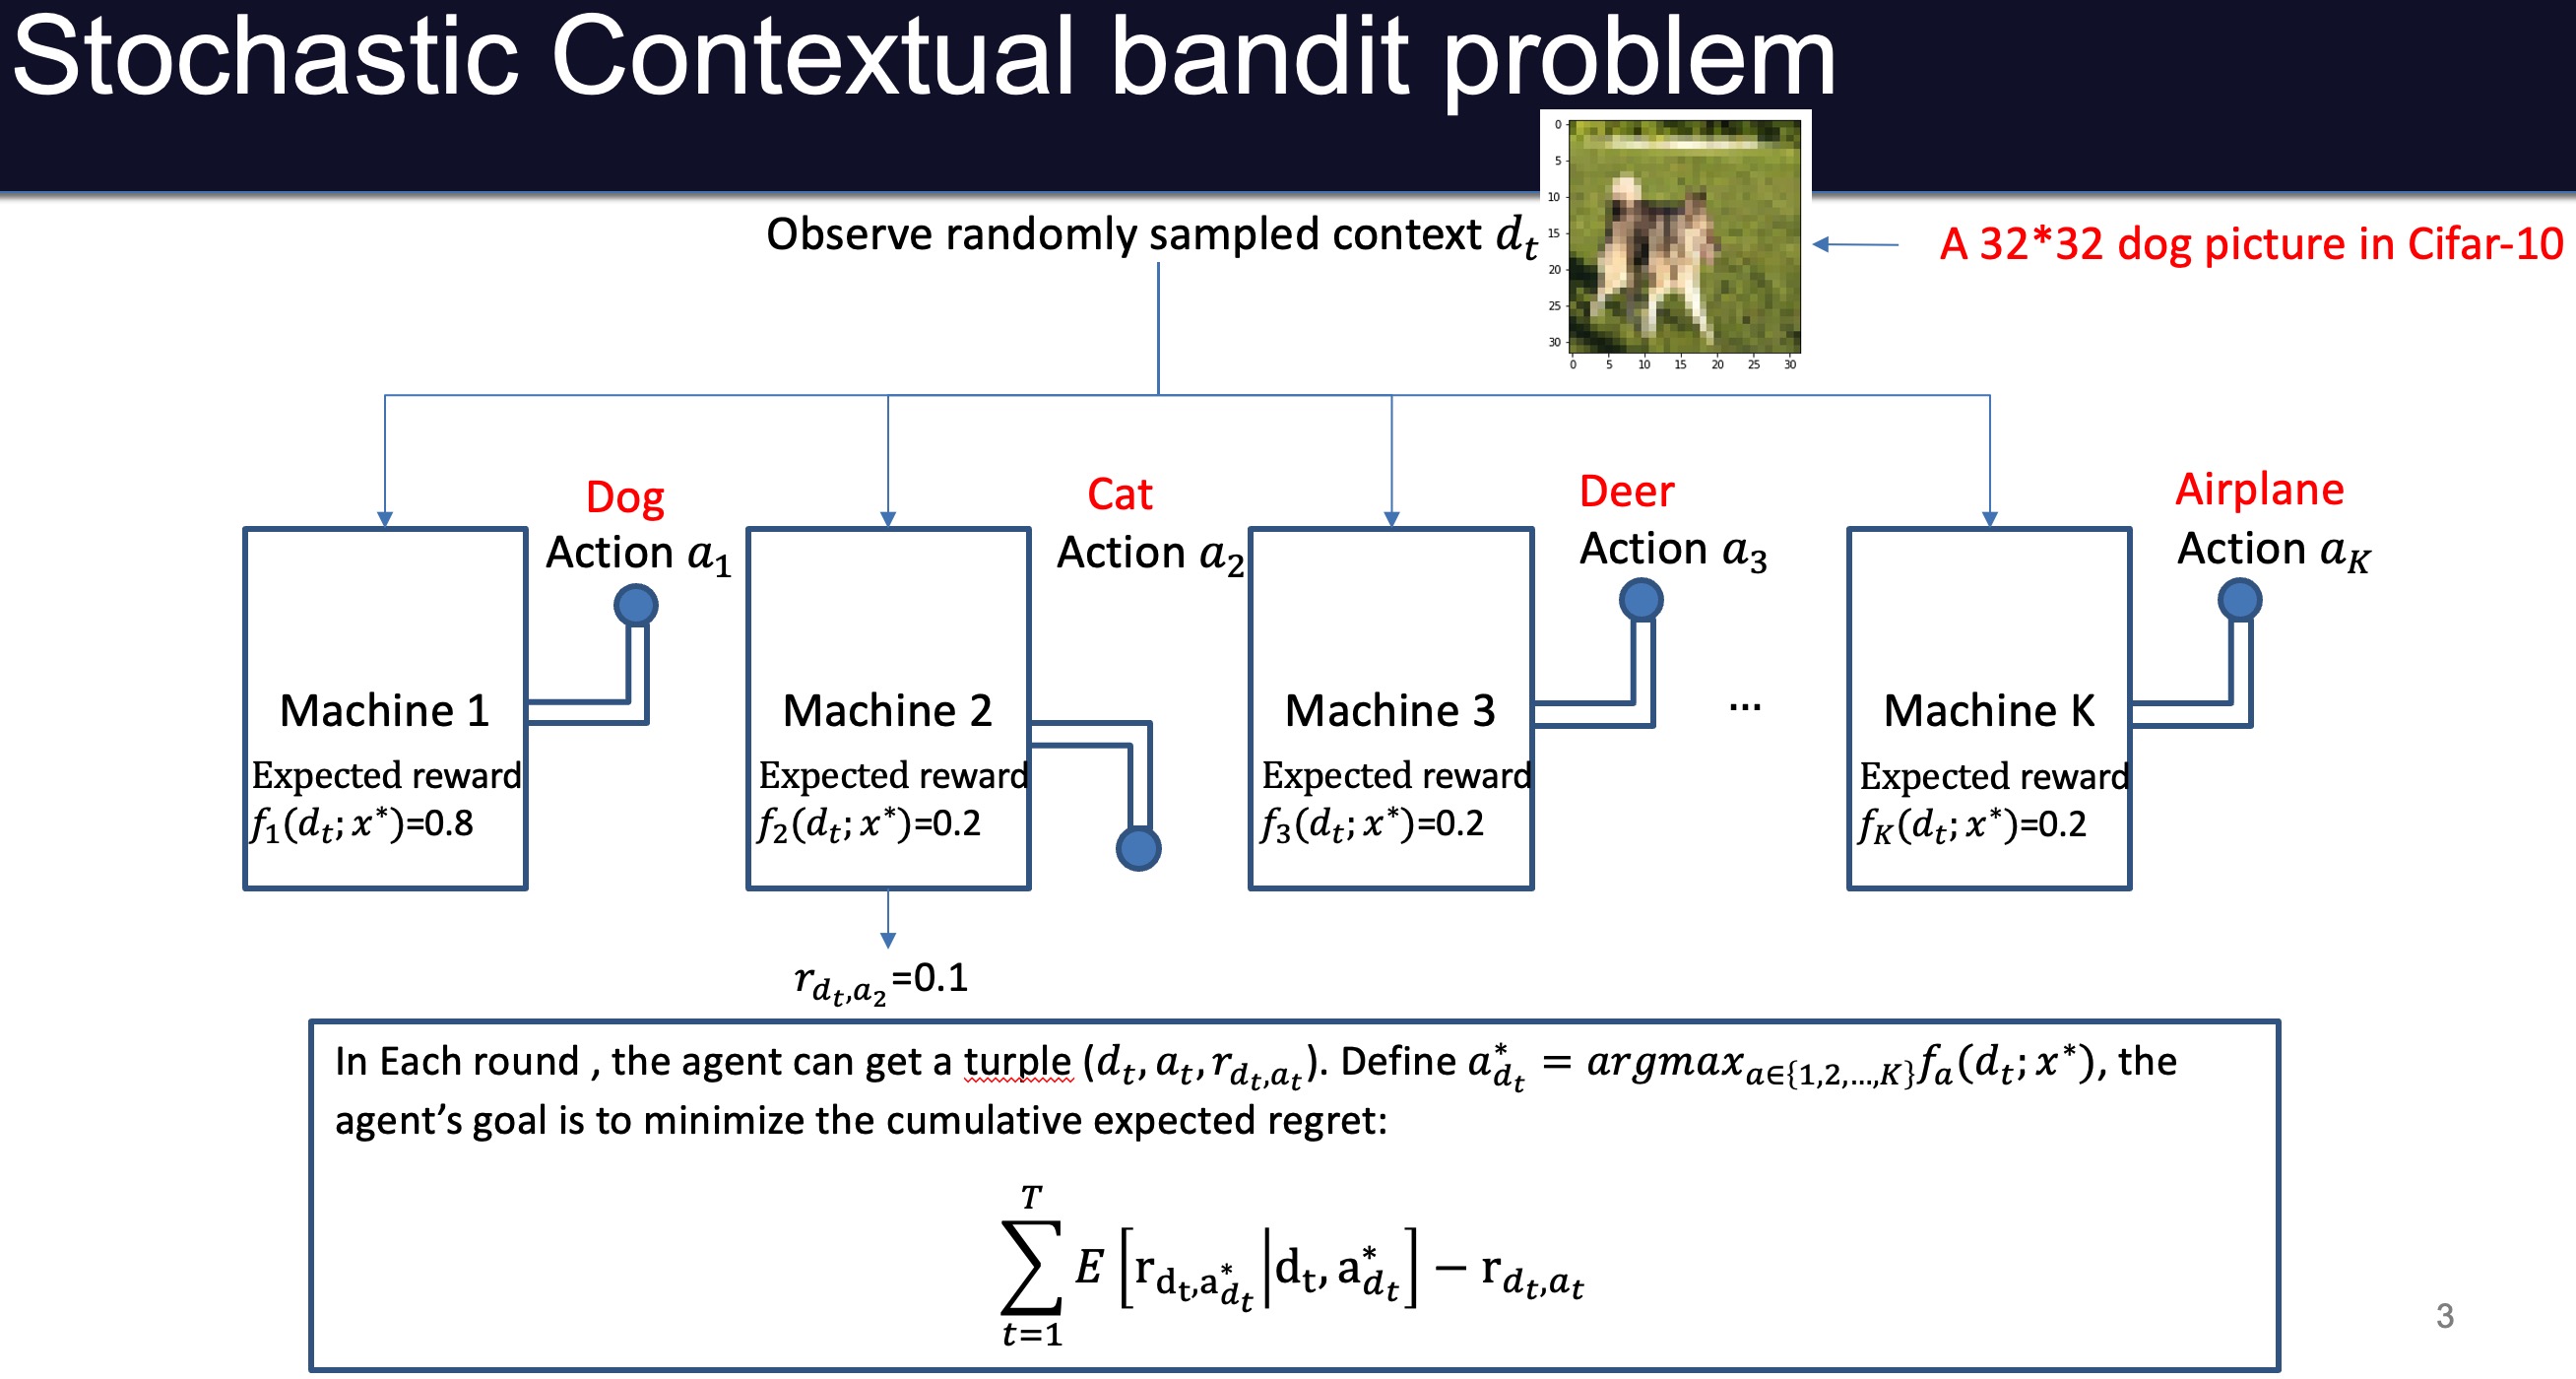 Stochastic Contextual bandit problem
Observe randomly sampled context d_t
0
5
10
15
20
25
30
0 5 10 15 20 25 30
A 32*32 dog picture in Cifar-10
Dog
Action a_1
Cat
Action a_2
Deer
Action a_3
Airplane
Action a_K
Machine 1
Expected reward
f_1(d_t; x*)=0.8
Machine 2
Expected reward
f_2(d_t; x*)=0.2
Machine 3
Expected reward
f_3(d_t; x*)=0.2
...
Machine K
Expected reward
f_K(d_t; x*)=0.2
r_{d_t,a_2}=0.1
In Each round , the agent can get a turple (d_t, a_t, r_{d_t,a_t}). Define a*_{d_t} = argmax_{a∈{1,2,…,K}} f_a(d_t; x*), the
agent’s goal is to minimize the cumulative expected regret:
∑_{t=1}^{T} E[r_{d_t,a*_{d_t}}|d_t, a*_{d_t}] − r_{d_t,a_t}
3